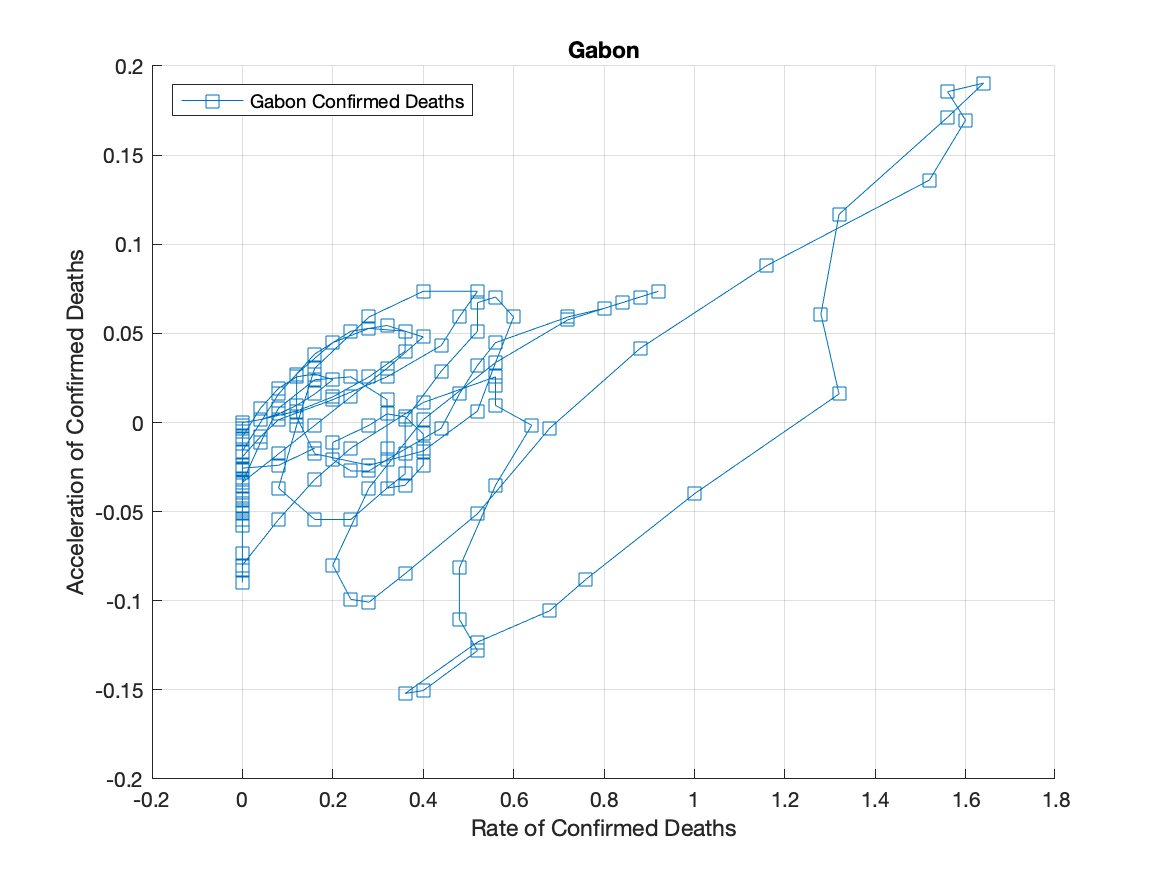 Gabon
Gabon Confirmed Deaths
0.2
0.15
0.1
0.05
0
-0.05
-0.1
-0.15
-0.2
Acceleration of Confirmed Deaths
-0.2 0 0.2 0.4 0.6 0.8 1 1.2 1.4 1.6 1.8
Rate of Confirmed Deaths